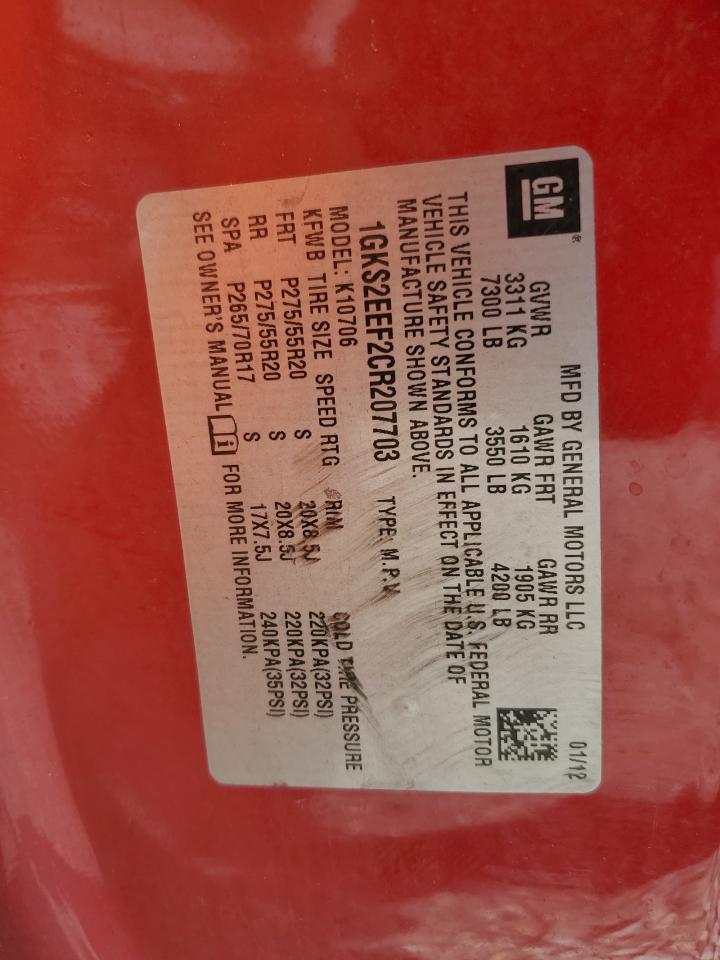 GM®
MFD BY GENERAL MOTORS LLC 01/12
GVWR GAWR FRT GAWR RR
3311 KG 1610 KG 1905 KG
7300 LB 3550 LB 4200 LB
THIS VEHICLE CONFORMS TO ALL APPLICABLE U.S. FEDERAL MOTOR
VEHICLE SAFETY STANDARDS IN EFFECT ON THE DATE OF
MANUFACTURE SHOWN ABOVE.
1GKS2EEF2CR207703 TYPE: M.P.V
MODEL: K10706
KFWB TIRE SIZE SPEED RTG RIM COLD TIRE PRESSURE
FRT P275/55R20 S 20X8.5J 220KPA(32PSI)
RR P275/55R20 S 20X8.5J 220KPA(32PSI)
SPA P265/70R17 S 17X7.5J 240KPA(35PSI)
SEE OWNER'S MANUAL i FOR MORE INFORMATION.